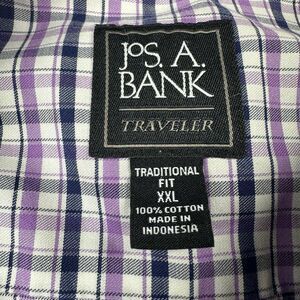 JOS. A.
BANK
TRAVELER
TRADITIONAL
FIT
XXL
100% COTTON
MADE IN
INDONESIA